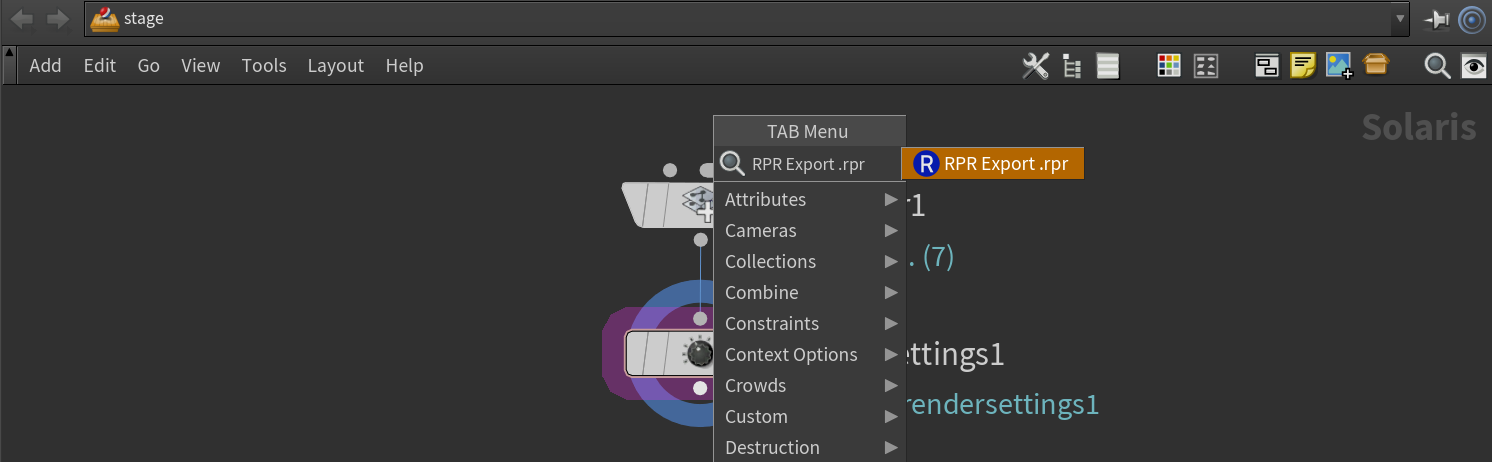 stage
Add Edit Go View Tools Layout Help
Solaris
TAB Menu
RPR Export .rpr
R RPR Export .rpr
Attributes
r1
Cameras
. (7)
Collections
Combine
Constraints
Context Options
ettings1
Crowds
rendersettings1
Custom
Destruction